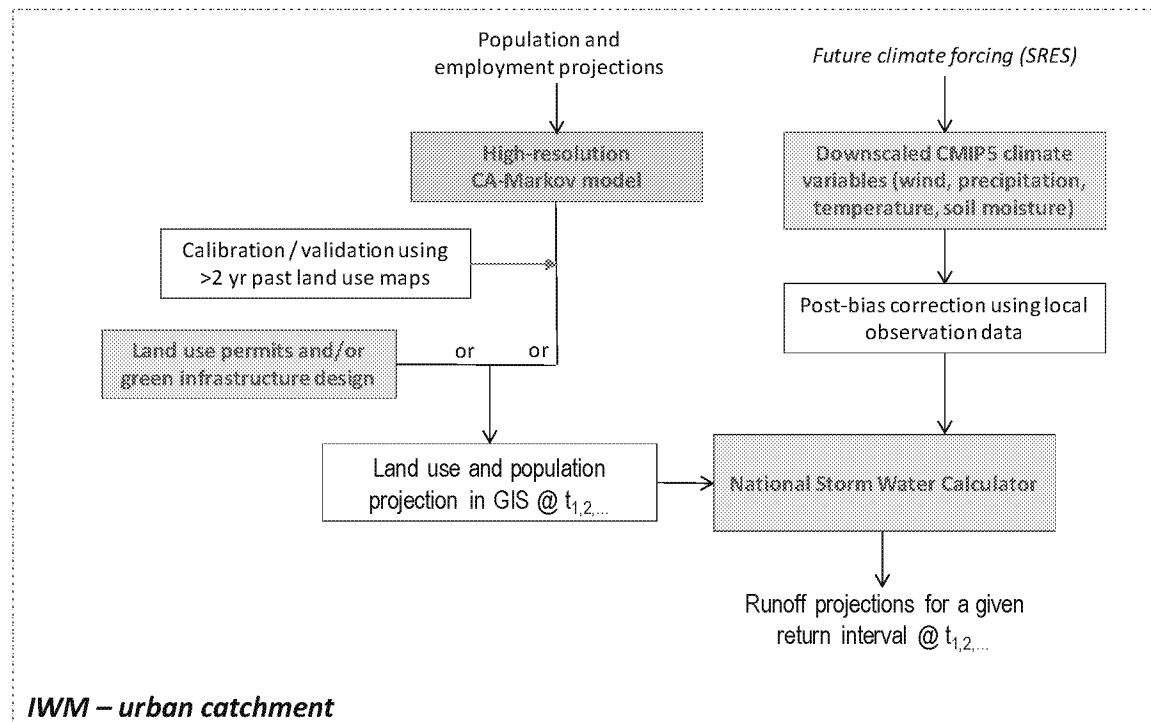 Population and
employment projections
Future climate forcing (SRES)
High-resolution
CA-Markov model
Downscaled CMIP5 climate
variables (wind, precipitation,
temperature, soil moisture)
Calibration / validation using
>2 yr past land use maps
Post-bias correction using local
observation data
Land use permits and/or
green infrastructure design
or or
Land use and population
projection in GIS @ t1,2,...
National Storm Water Calculator
Runoff projections for a given
return interval @ t1,2,...
IWM – urban catchment